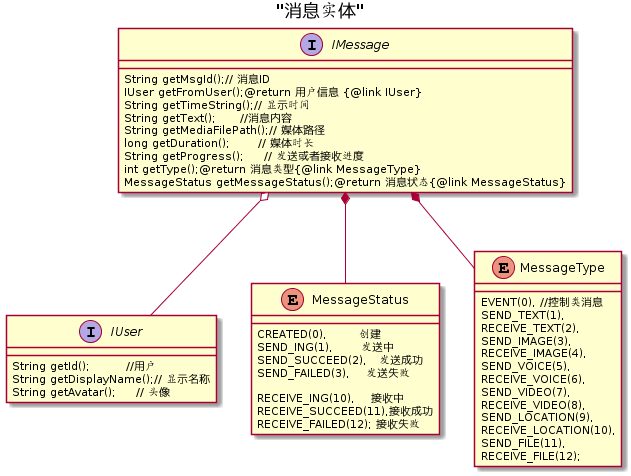 "消息实体"
I IMessage
String getMsgId();// 消息ID
IUser getFromUser();@return 用户信息 {@link IUser}
String getTimeString();// 显示时间
String getText(); //消息内容
String getMediaFilePath();// 媒体路径
long getDuration(); // 媒体时长
String getProgress(); // 发送或者接收进度
int getType();@return 消息类型{@link MessageType}
MessageStatus getMessageStatus();@return 消息状态{@link MessageStatus}
I IUser
String getId(); //用户
String getDisplayName();// 显示名称
String getAvatar(); // 头像
E MessageStatus
CREATED(0), 创建
SEND_ING(1), 发送中
SEND_SUCCEED(2), 发送成功
SEND_FAILED(3), 发送失败
RECEIVE_ING(10), 接收中
RECEIVE_SUCCEED(11),接收成功
RECEIVE_FAILED(12); 接收失败
E MessageType
EVENT(0), //控制类消息
SEND_TEXT(1),
RECEIVE_TEXT(2),
SEND_IMAGE(3),
RECEIVE_IMAGE(4),
SEND_VOICE(5),
RECEIVE_VOICE(6),
SEND_VIDEO(7),
RECEIVE_VIDEO(8),
SEND_LOCATION(9),
RECEIVE_LOCATION(10),
SEND_FILE(11),
RECEIVE_FILE(12);